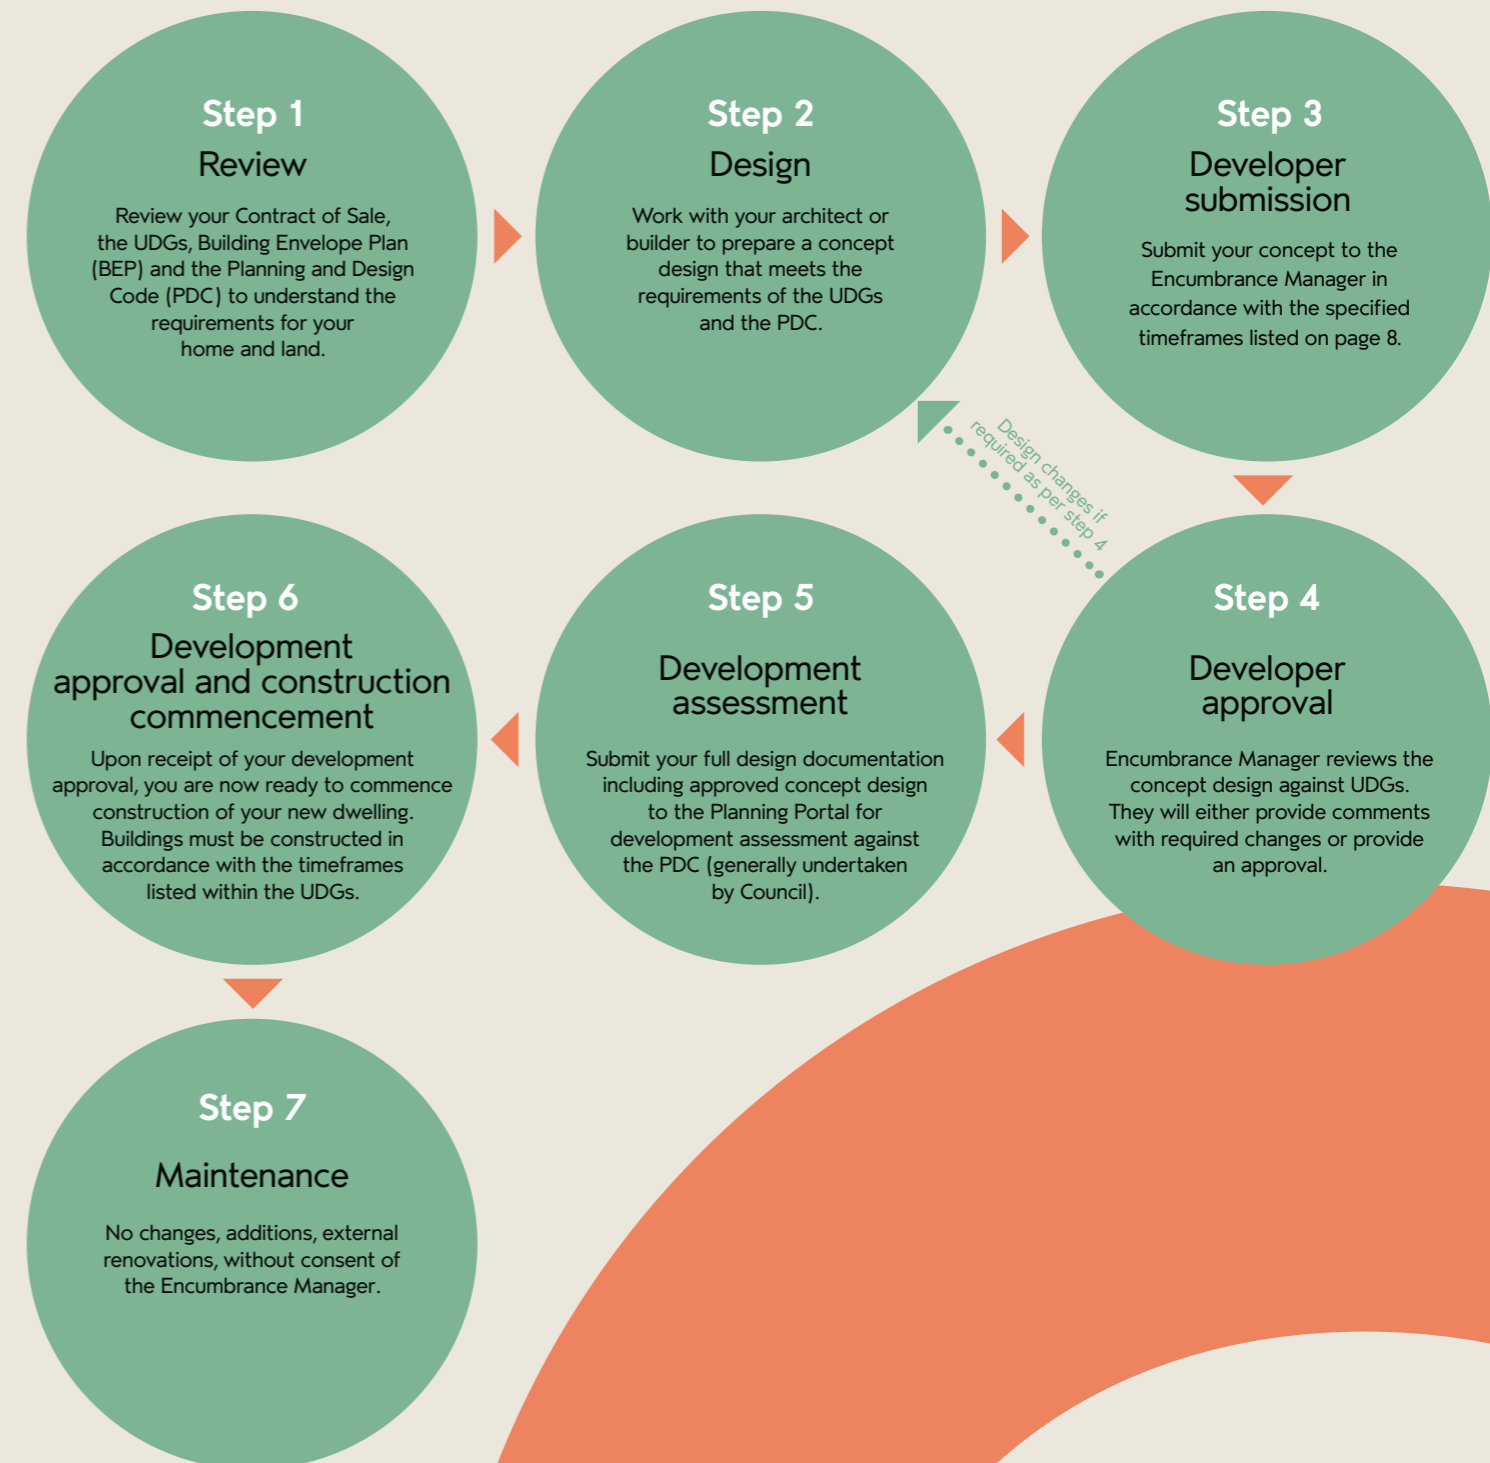 Step 1
Review
Review your Contract of Sale,
the UDGs, Building Envelope Plan
(BEP) and the Planning and Design
Code (PDC) to understand the
requirements for your
home and land.
Step 2
Design
Work with your architect or
builder to prepare a concept
design that meets the
requirements of the UDGs
and the PDC.
Step 3
Developer
submission
Submit your concept to the
Encumbrance Manager in
accordance with the specified
timeframes listed on page 8.
Design changes if
required as per step 4
Step 4
Developer
approval
Encumbrance Manager reviews the
concept design against UDGs.
They will either provide comments
with required changes or provide
an approval.
Step 5
Development
assessment
Submit your full design documentation
including approved concept design
to the Planning Portal for
development assessment against
the PDC (generally undertaken
by Council).
Step 6
Development
approval and construction
commencement
Upon receipt of your development
approval, you are now ready to commence
construction of your new dwelling.
Buildings must be constructed in
accordance with the timeframes
listed within the UDGs.
Step 7
Maintenance
No changes, additions, external
renovations, without consent of
the Encumbrance Manager.